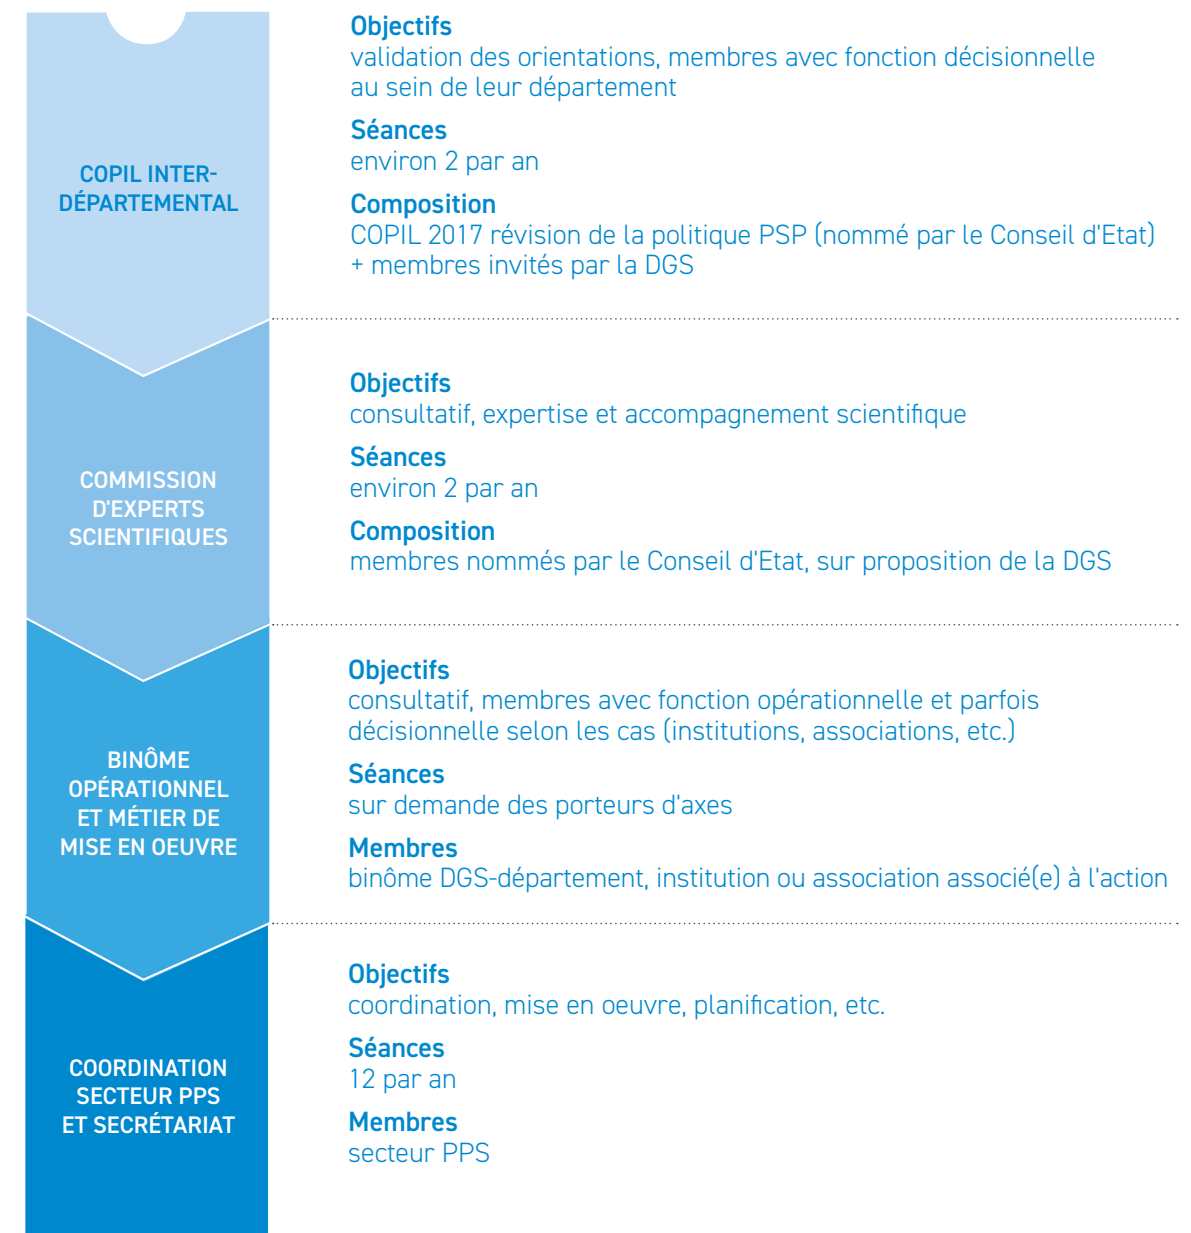 COPIL INTER-
DÉPARTEMENTAL
Objectifs
validation des orientations, membres avec fonction décisionnelle
au sein de leur département
Séances
environ 2 par an
Composition
COPIL 2017 révision de la politique PSP (nommé par le Conseil d'Etat)
+ membres invités par la DGS
COMMISSION
D'EXPERTS
SCIENTIFIQUES
Objectifs
consultatif, expertise et accompagnement scientifique
Séances
environ 2 par an
Composition
membres nommés par le Conseil d'Etat, sur proposition de la DGS
BINÔME
OPÉRATIONNEL
ET MÉTIER DE
MISE EN OEUVRE
Objectifs
consultatif, membres avec fonction opérationnelle et parfois
décisionnelle selon les cas (institutions, associations, etc.)
Séances
sur demande des porteurs d'axes
Membres
binôme DGS-département, institution ou association associé(e) à l'action
COORDINATION
SECTEUR PPS
ET SECRÉTARIAT
Objectifs
coordination, mise en oeuvre, planification, etc.
Séances
12 par an
Membres
secteur PPS